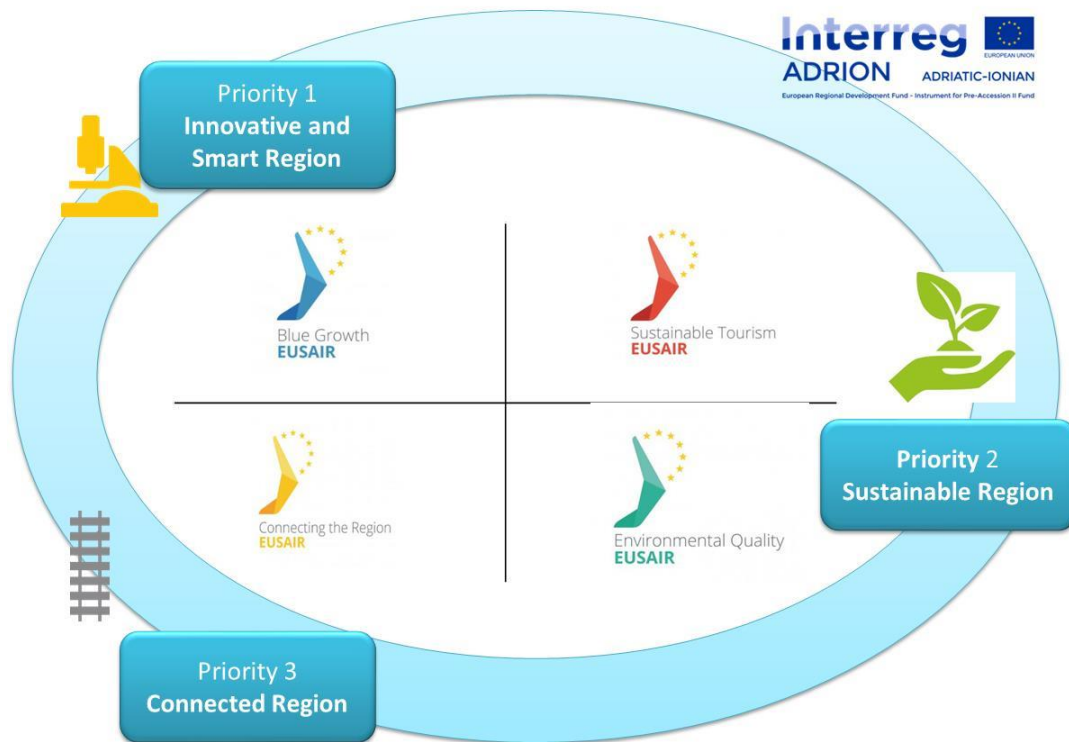 Interreg
EUROPEAN UNION
ADRION ADRIATIC-IONIAN
European Regional Development Fund - Instrument for Pre-Accession II Fund
Priority 1
Innovative and
Smart Region
Blue Growth
EUSAIR
Sustainable Tourism
EUSAIR
Priority 2
Sustainable Region
Connecting the Region
EUSAIR
Environmental Quality
EUSAIR
Priority 3
Connected Region